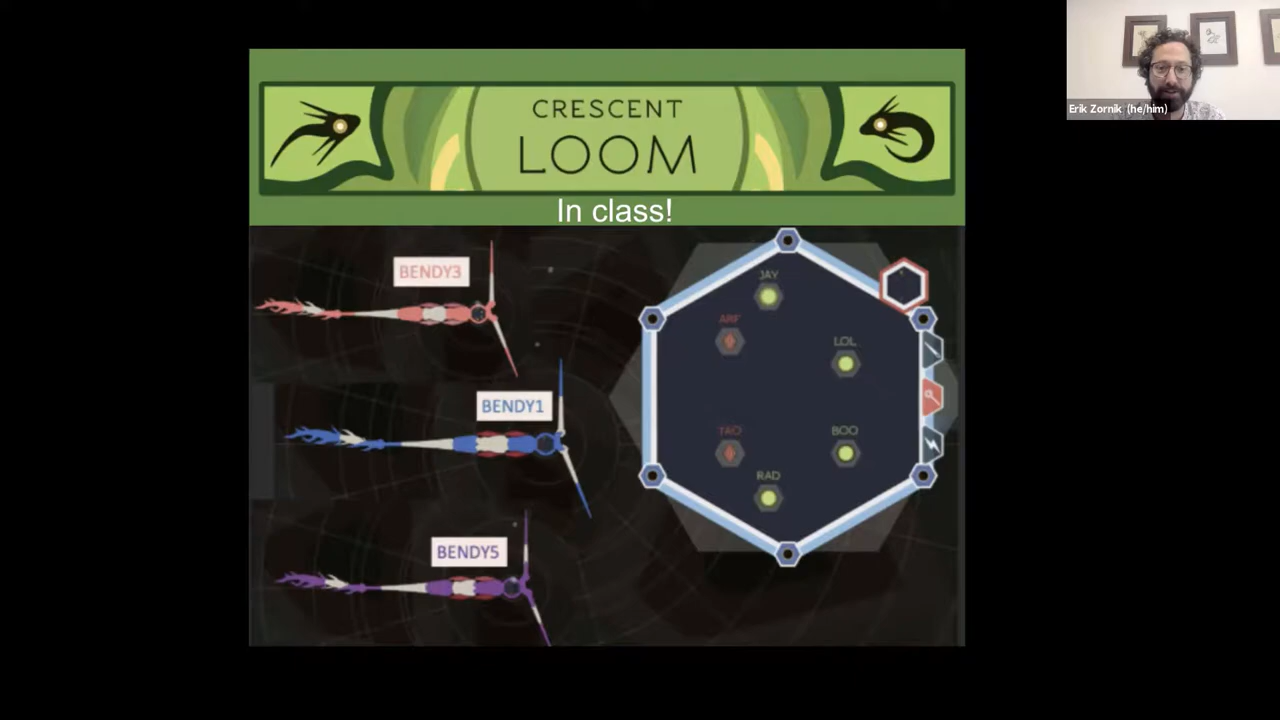 CRESCENT
LOOM
In class!
BENDY3
BENDY1
BENDY5
JAY
ARF
LOL
TAO
BOO
RAD
Erik Zornik (he/him)